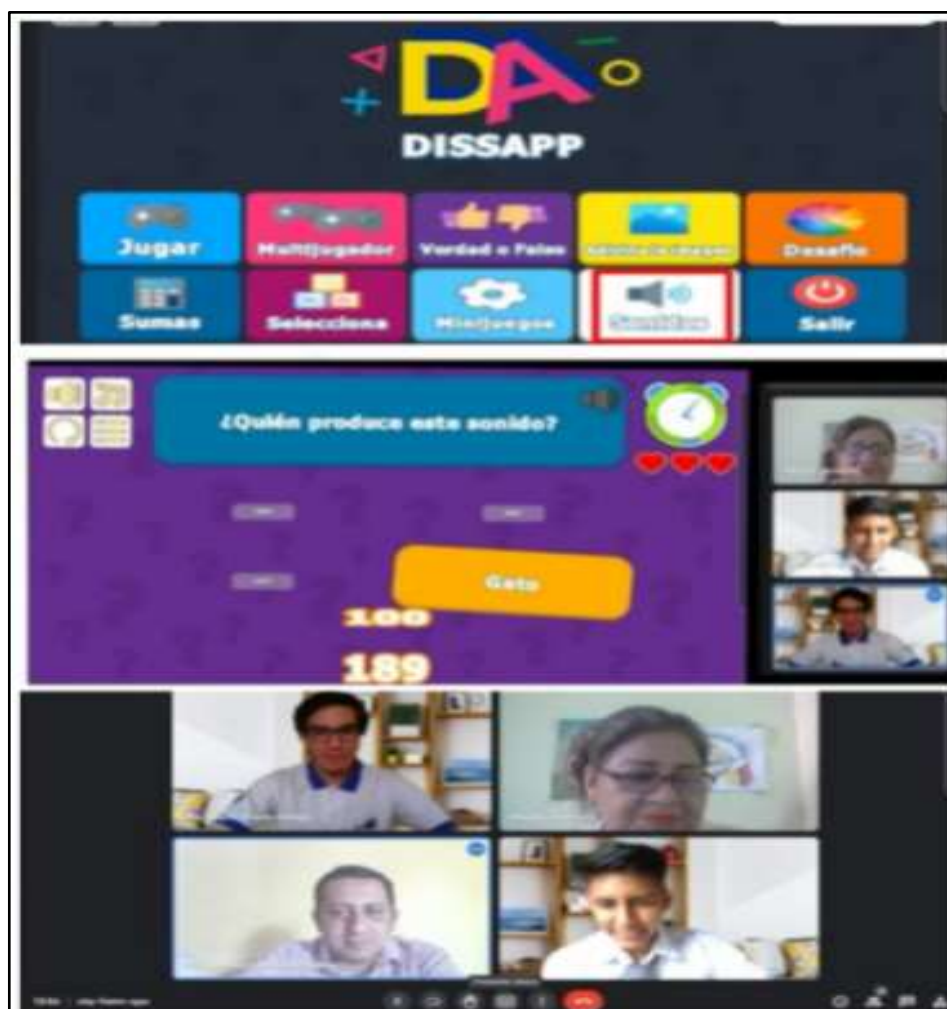 DA
DISSAPP
Jugar
Multijugador
Verdad o Falso
Desafío
Sumas
Selecciona
Minijuegos
Sonidos
Salir
¿Quién produce este sonido?
Gato
100
189